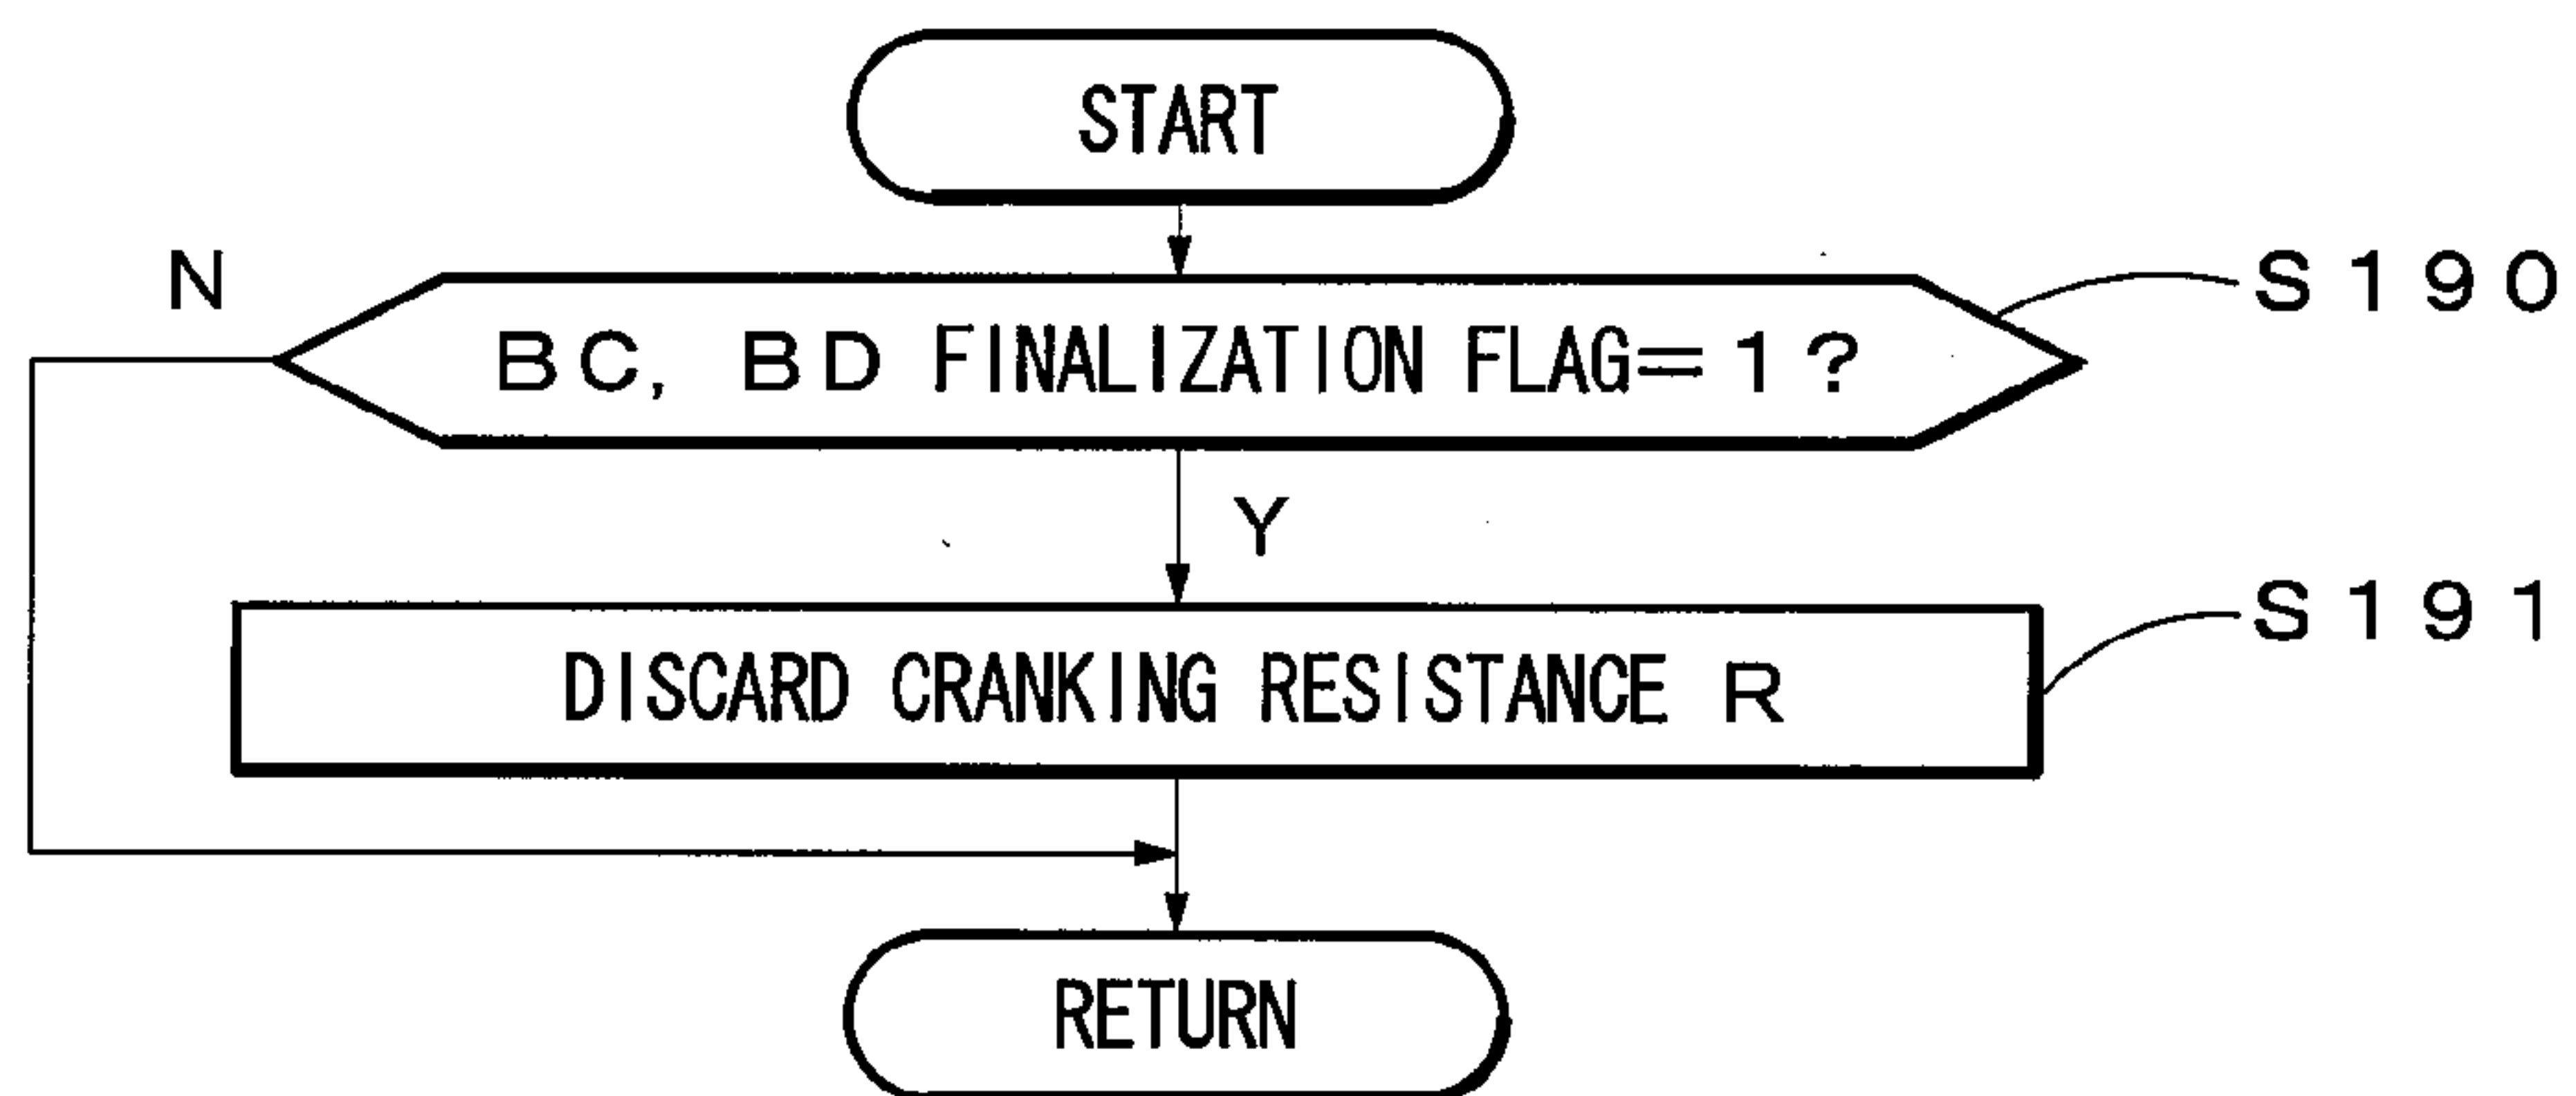 START
N
BC, BD FINALIZATION FLAG=1?
S190
Y
DISCARD CRANKING RESISTANCE R
S191
RETURN